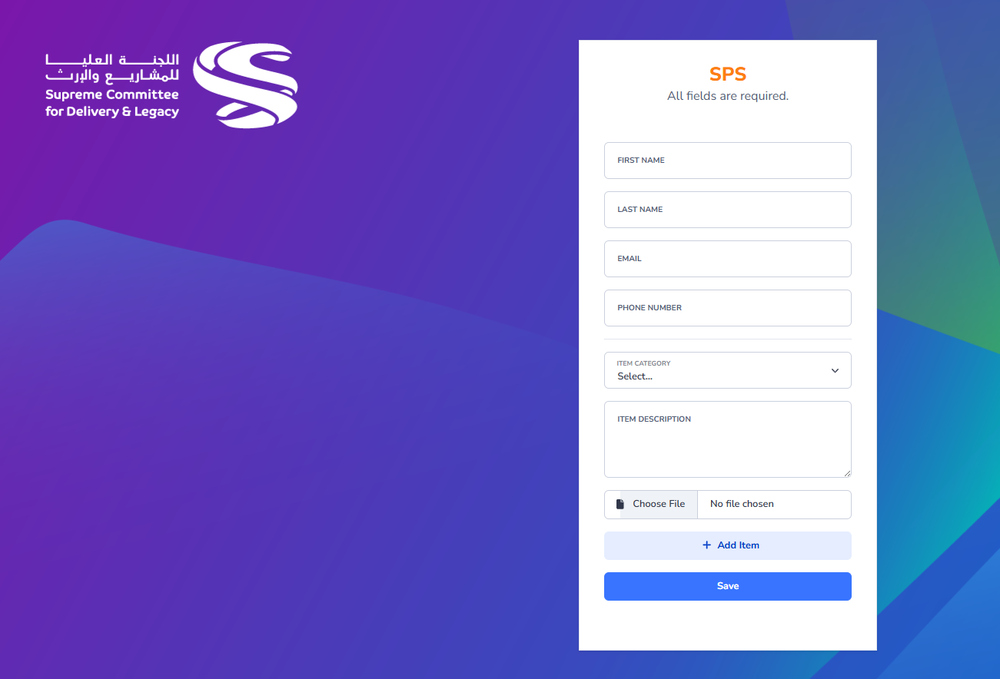 اللجنة العليا
للمشاريع والإرث
Supreme Committee
for Delivery & Legacy
SPS
All fields are required.
FIRST NAME
LAST NAME
EMAIL
PHONE NUMBER
ITEM CATEGORY
Select...
ITEM DESCRIPTION
Choose File No file chosen
+ Add Item
Save